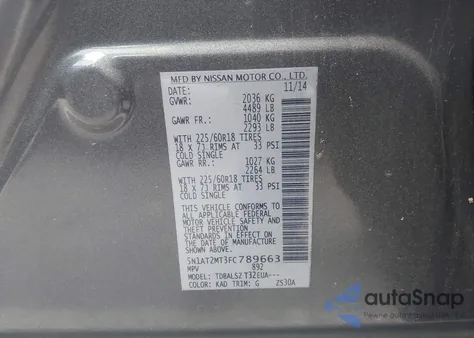 MFD BY NISSAN MOTOR CO., LTD.
DATE: 11/14
GVWR: 2036 KG
4489 LB
GAWR FR.: 1040 KG
2293 LB
WITH 225/60R18 TIRES
18 x 7J RIMS AT 33 PSI
COLD SINGLE
GAWR RR.: 1027 KG
2264 LB
WITH 225/60R18 TIRES
18 x 7J RIMS AT 33 PSI
COLD SINGLE
THIS VEHICLE CONFORMS TO
ALL APPLICABLE FEDERAL
MOTOR VEHICLE SAFETY AND
THEFT PREVENTION STANDARDS
IN EFFECT ON THE DATE OF
MANUFACTURE SHOWN ABOVE.
5N1AT2MT3FC789663
MPV 892
MODEL: TDBALSZ T32EUA---
COLOR: KAD TRIM: G ZS30A
autoSnap